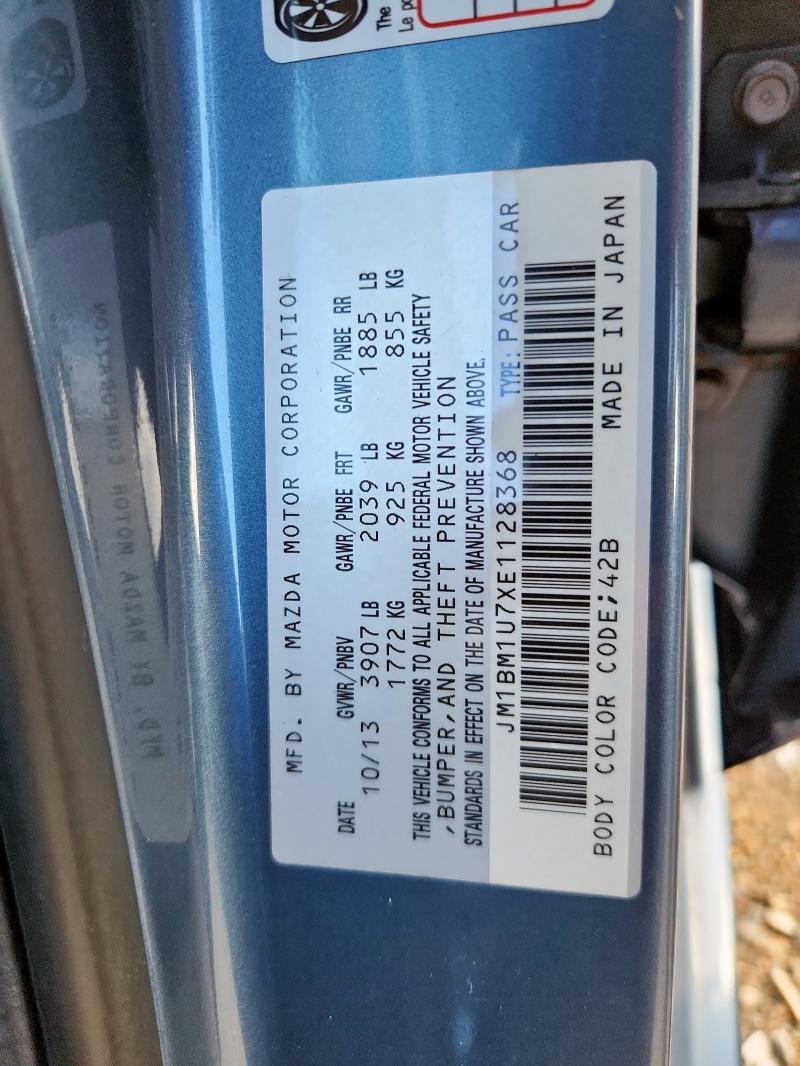 The
Le po
MFD. BY MAZDA MOTOR CORPORATION
DATE GVWR/PNBV GAWR/PNBE FRT GAWR/PNBE RR
10/13 3907 LB 2039 LB 1885 LB
1772 KG 925 KG 855 KG
THIS VEHICLE CONFORMS TO ALL APPLICABLE FEDERAL MOTOR VEHICLE SAFETY
,BUMPER,AND THEFT PREVENTION
STANDARDS IN EFFECT ON THE DATE OF MANUFACTURE SHOWN ABOVE.
JM1BM1U7XE1128368 TYPE: PASS CAR
BODY COLOR CODE;42B MADE IN JAPAN